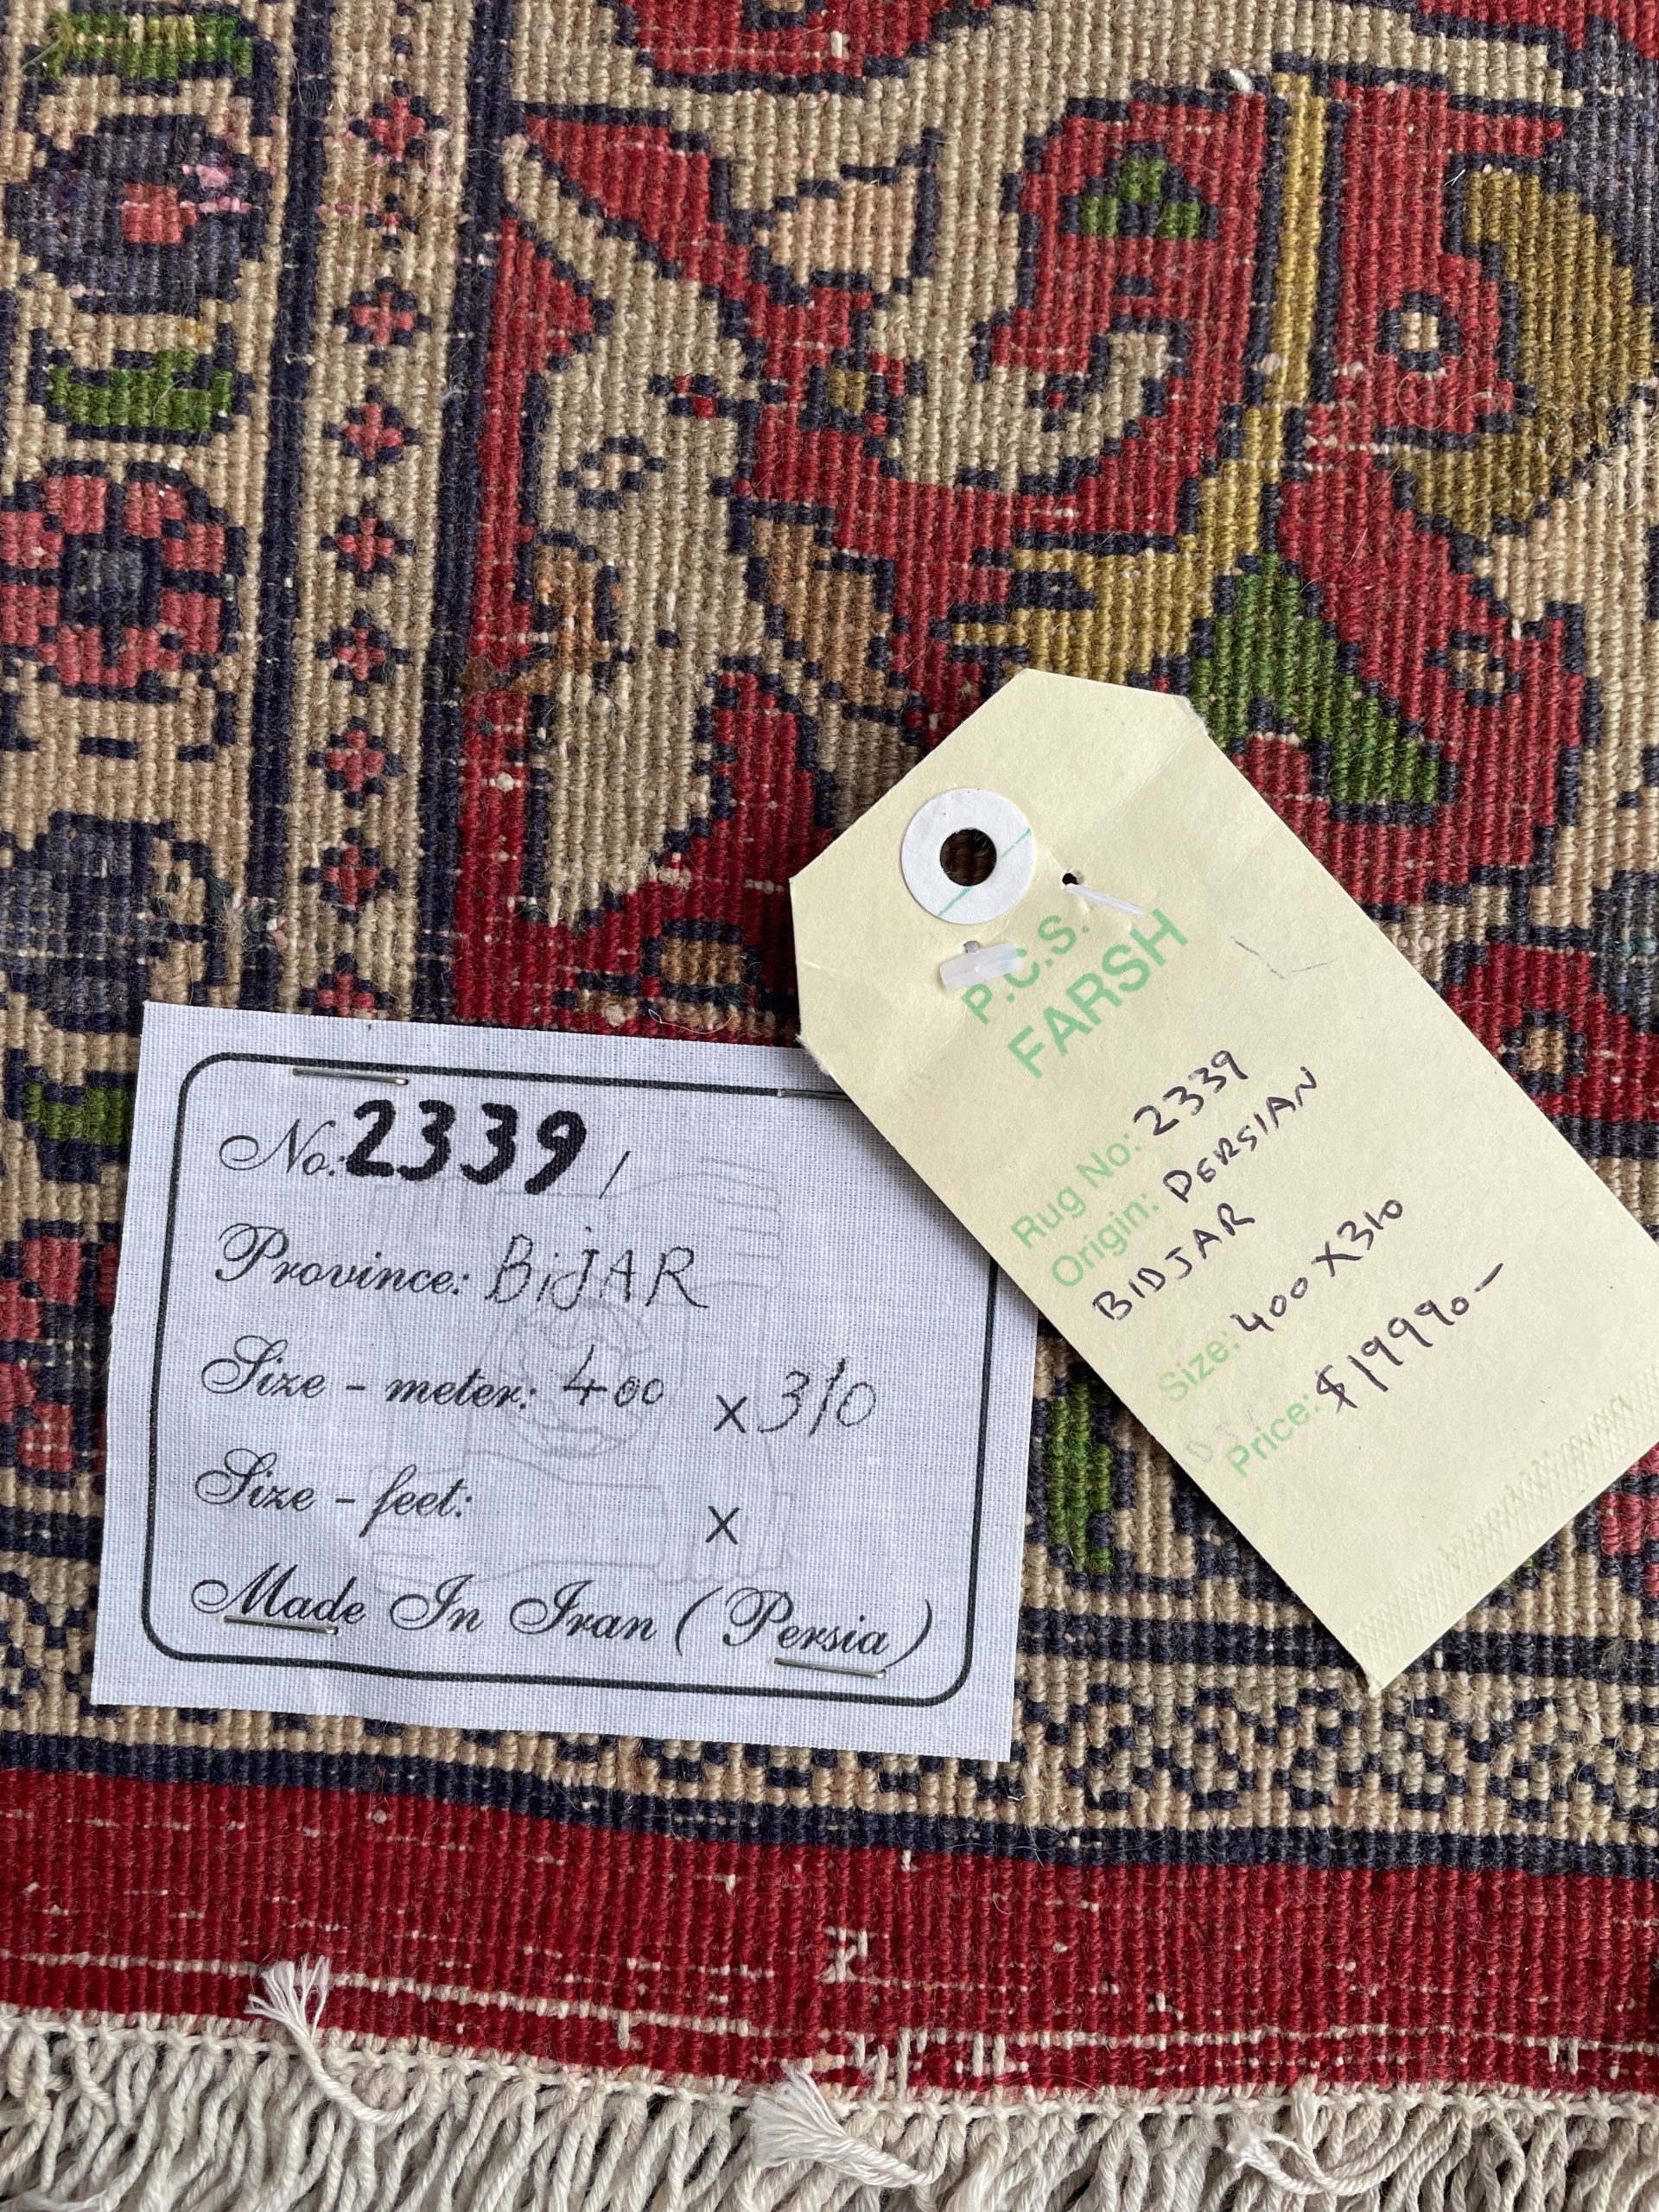 No: 2339/
Province: BiJAR
Size - meter: 400 x 310
Size - feet: x
Made In Iran (Persia)
P.C.S.
FARSH
Rug No: 2339
Origin: PERSIAN
BIDJAR
Size: 400 X 310
Price: $19990.-